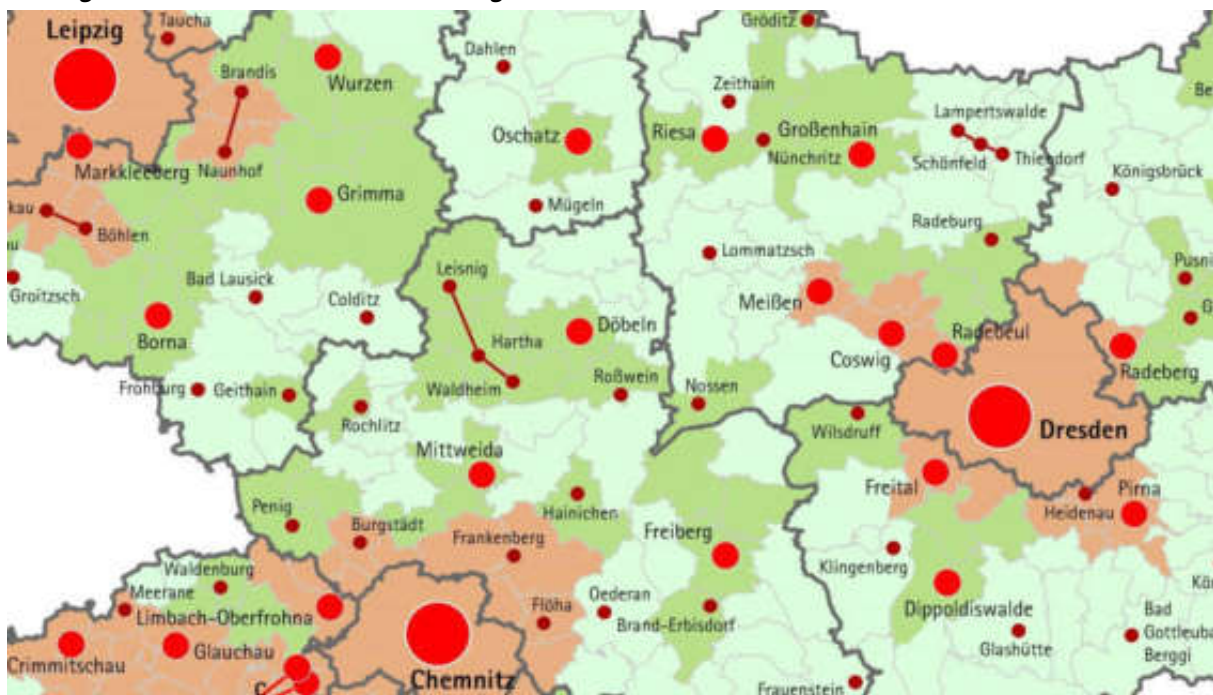 Leipzig
Taucha
Brandis
Wurzen
Dahlen
Gröditz
Zeithain
Lampertswalde
Oschatz
Riesa
Großenhain
Nünchritz
Schönfeld
Thiendorf
Markkleeberg
Naunhof
Grimma
Mügeln
Königsbrück
Böhlen
Radeburg
Lommatzsch
Groitzsch
Bad Lausick
Colditz
Leisnig
Meißen
Borna
Döbeln
Hartha
Coswig
Radebeul
Radeberg
Frohburg
Geithain
Waldheim
Roßwein
Nossen
Rochlitz
Wilsdruff
Dresden
Mittweida
Freital
Pirna
Heidenau
Penig
Burgstädt
Hainichen
Frankenberg
Freiberg
Klingenberg
Waldenburg
Meerane
Limbach-Oberfrohna
Flöha
Oederan
Brand-Erbisdorf
Dippoldiswalde
Glashütte
Bad
Gottleuba
Berggi
Crimmitschau
Glauchau
Chemnitz
Frauenstein